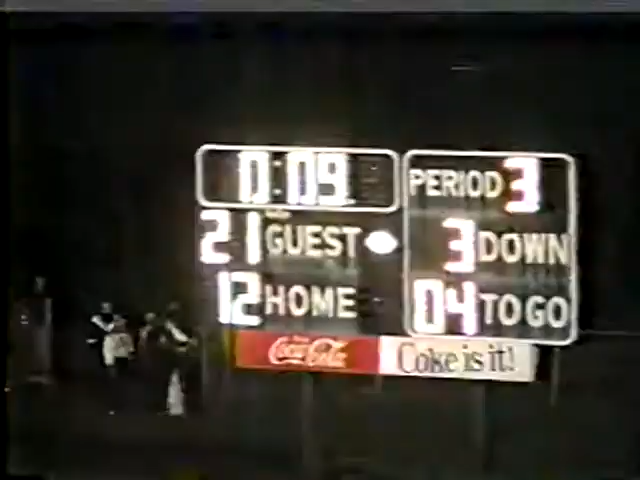 0:09
PERIOD 3
21 GUEST
3 DOWN
12 HOME
04 TO GO
Coca-Cola
Coke is it!